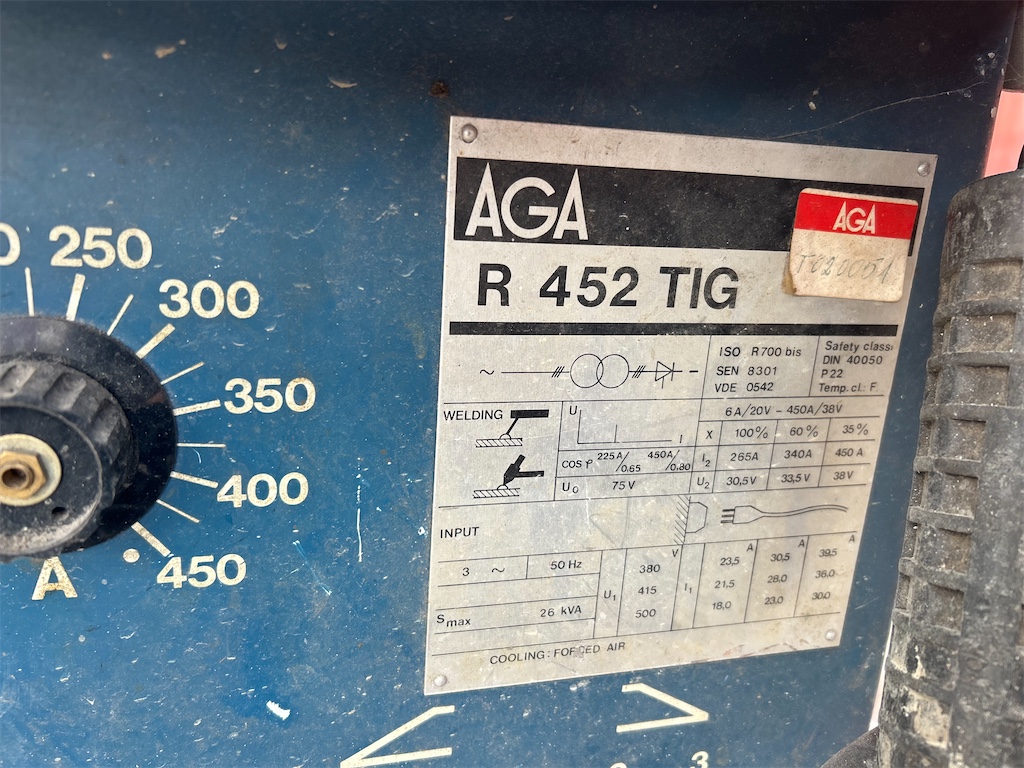 250
300
350
400
450
A
AGA
AGA
R 452 TIG
ISO R 700 bis
SEN 8301
VDE 0542
Safety class:
DIN 40050
P 22
Temp. cl.: F.
WELDING
U
I
6A/20V - 450A/38V
X 100% 60% 35%
COS φ 225A/0.65 450A/0.80
I2 265A 340A 450 A
U0 75 V
U2 30,5V 33,5V 38V
INPUT
3 ~ 50 Hz
Smax 26 kVA
U1 I1
V A A A
380 23,5 30,5 39,5
415 21,5 28,0 36,0
500 18,0 23,0 30,0
COOLING: FORCED AIR
3